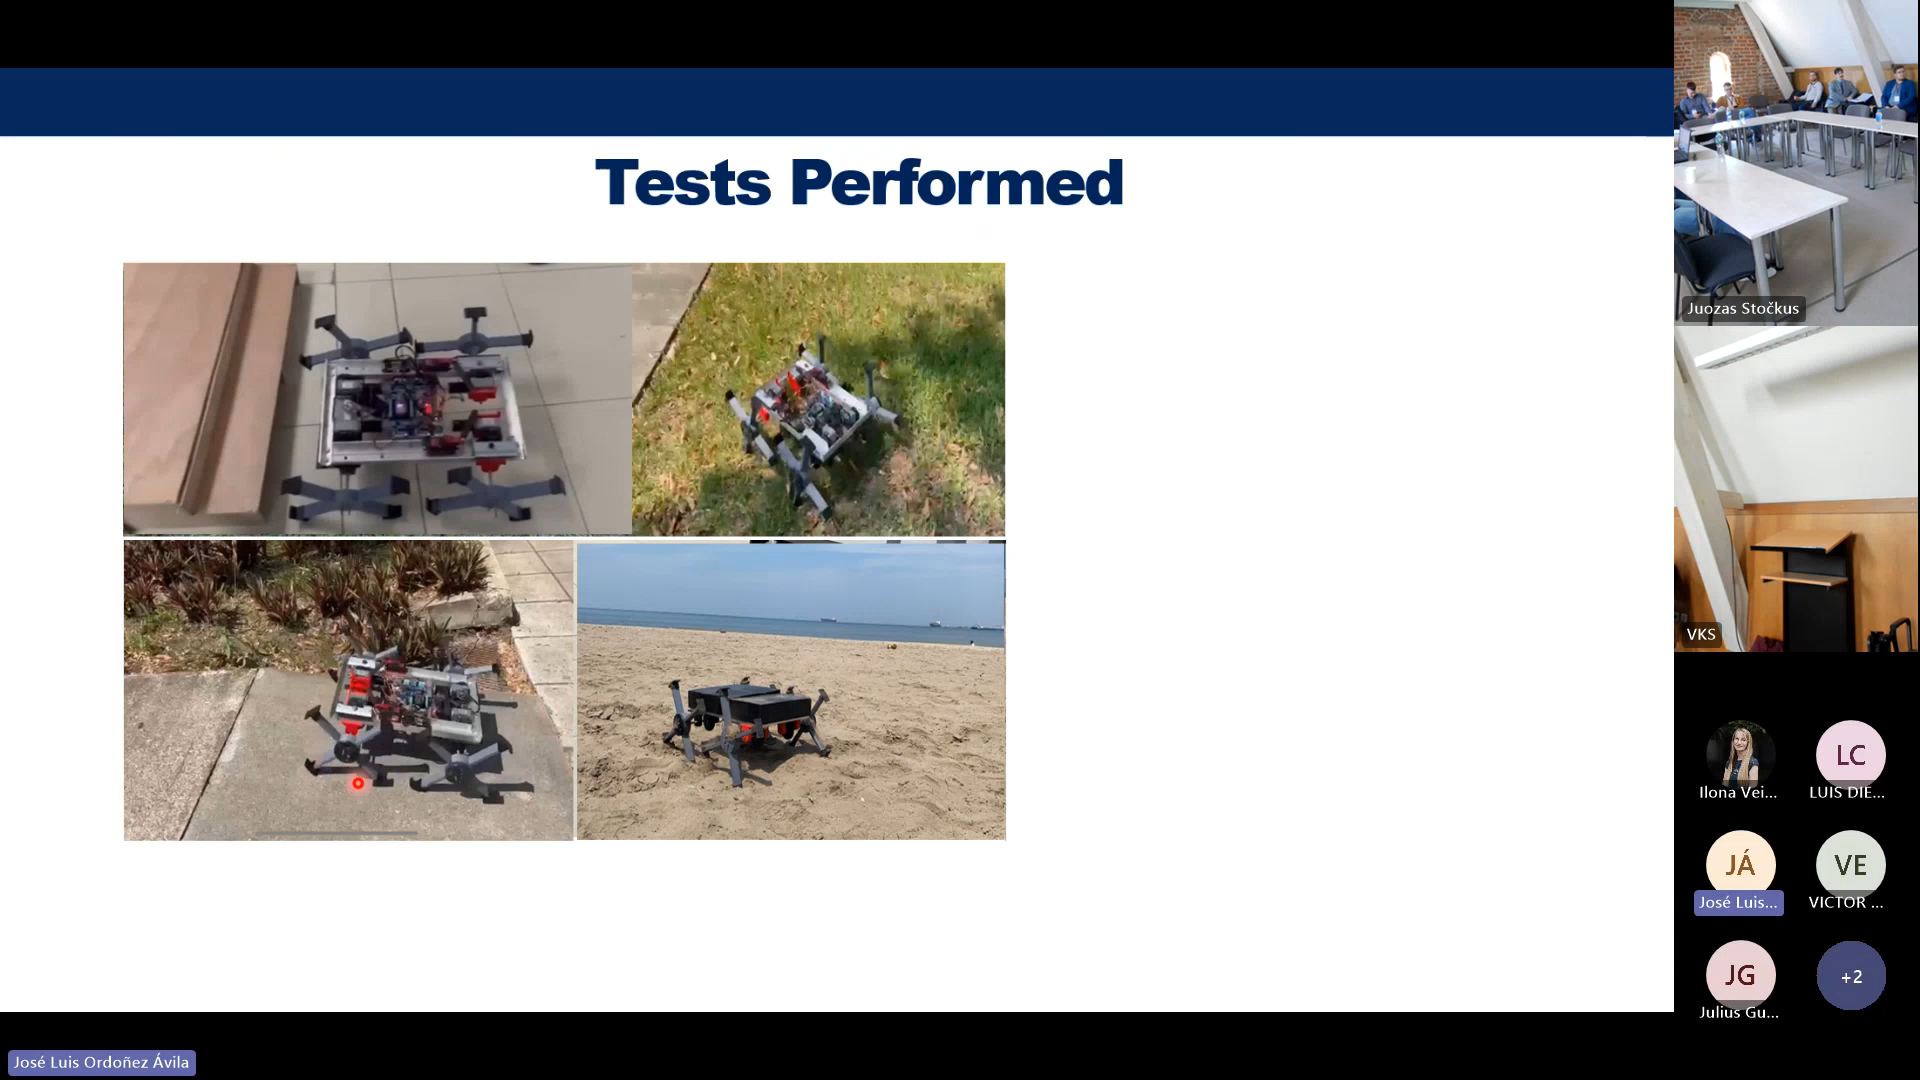 Tests Performed
Juozas Stočkus
VKS
Ilona Vei...
LC
LUIS DIE...
JÁ
José Luis...
VE
VICTOR ...
JG
Julius Gu...
+2
José Luis Ordoñez Ávila